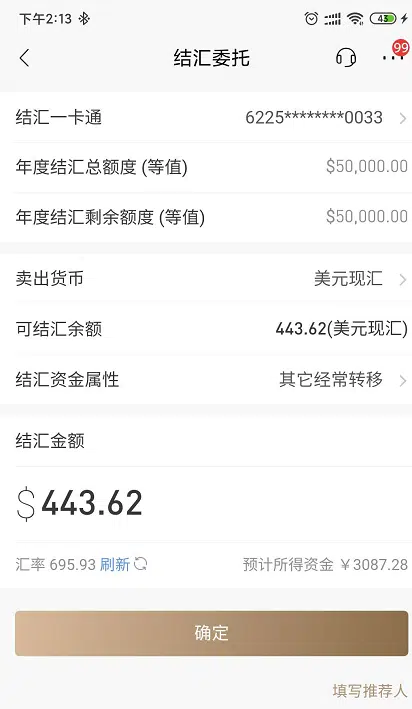 下午2:13
43
结汇委托
99
结汇一卡通 6225********0033
年度结汇总额度 (等值) $50,000.00
年度结汇剩余额度 (等值) $50,000.00
卖出货币 美元现汇
可结汇余额 443.62(美元现汇)
结汇资金属性 其它经常转移
结汇金额
$443.62
汇率 695.93 刷新 预计所得资金 ¥3087.28
确定
填写推荐人